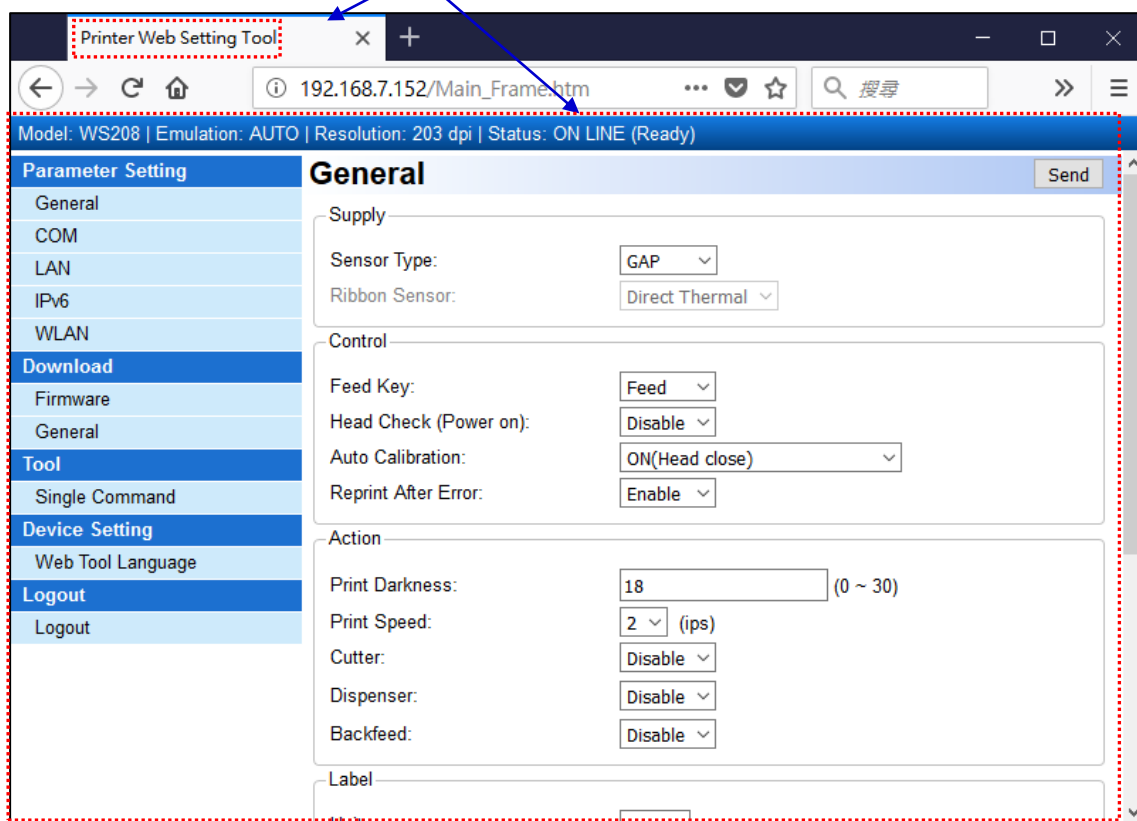 Printer Web Setting Tool
192.168.7.152/Main_Frame.htm
搜尋
Model: WS208 | Emulation: AUTO | Resolution: 203 dpi | Status: ON LINE (Ready)
Parameter Setting
General
COM
LAN
IPv6
WLAN
Download
Firmware
General
Tool
Single Command
Device Setting
Web Tool Language
Logout
Logout
General
Send
Supply
Sensor Type: GAP
Ribbon Sensor: Direct Thermal
Control
Feed Key: Feed
Head Check (Power on): Disable
Auto Calibration: ON(Head close)
Reprint After Error: Enable
Action
Print Darkness: 18 (0 ~ 30)
Print Speed: 2 (ips)
Cutter: Disable
Dispenser: Disable
Backfeed: Disable
Label